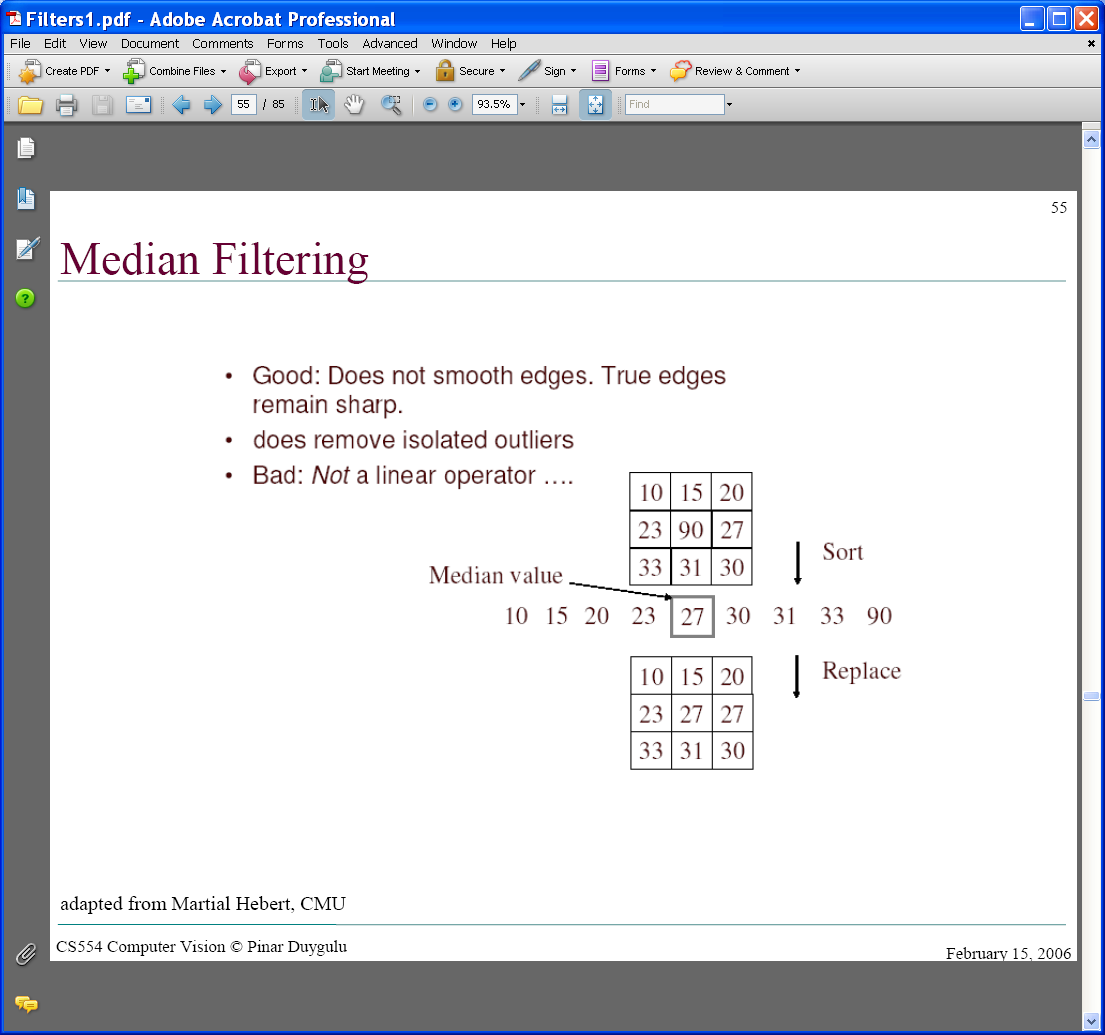 Filters1.pdf - Adobe Acrobat Professional
File Edit View Document Comments Forms Tools Advanced Window Help
Create PDF Combine Files Export Start Meeting Secure Sign Forms Review & Comment
55 / 85 93.5% Find
55
Median Filtering
• Good: Does not smooth edges. True edges
remain sharp.
• does remove isolated outliers
• Bad: Not a linear operator ….
10 15 20
23 90 27
33 31 30
Sort
Median value
10 15 20 23 27 30 31 33 90
Replace
10 15 20
23 27 27
33 31 30
adapted from Martial Hebert, CMU
CS554 Computer Vision © Pinar Duygulu
February 15, 2006